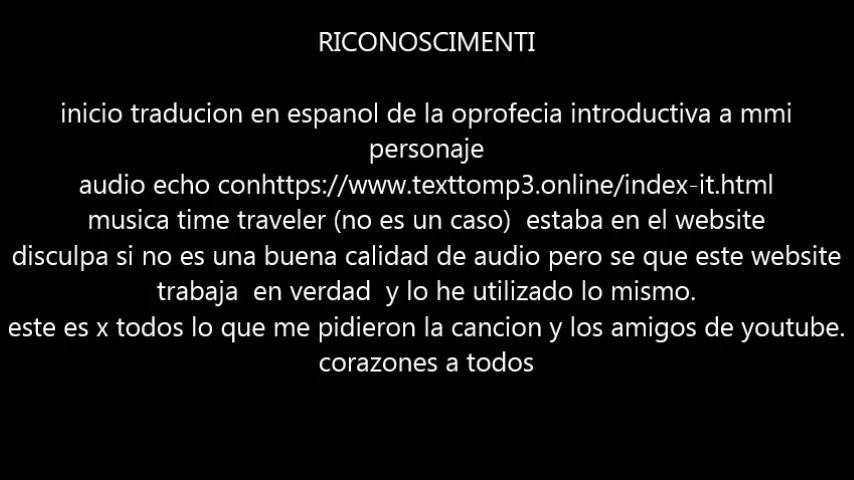 RICONOSCIMENTI
inicio traducion en espanol de la oprofecia introductiva a mmi
personaje
audio echo conhttps://www.texttomp3.online/index-it.html
musica time traveler (no es un caso)  estaba en el website
disculpa si no es una buena calidad de audio pero se que este website
trabaja  en verdad  y lo he utilizado lo mismo.
este es x todos lo que me pidieron la cancion y los amigos de youtube.
corazones a todos